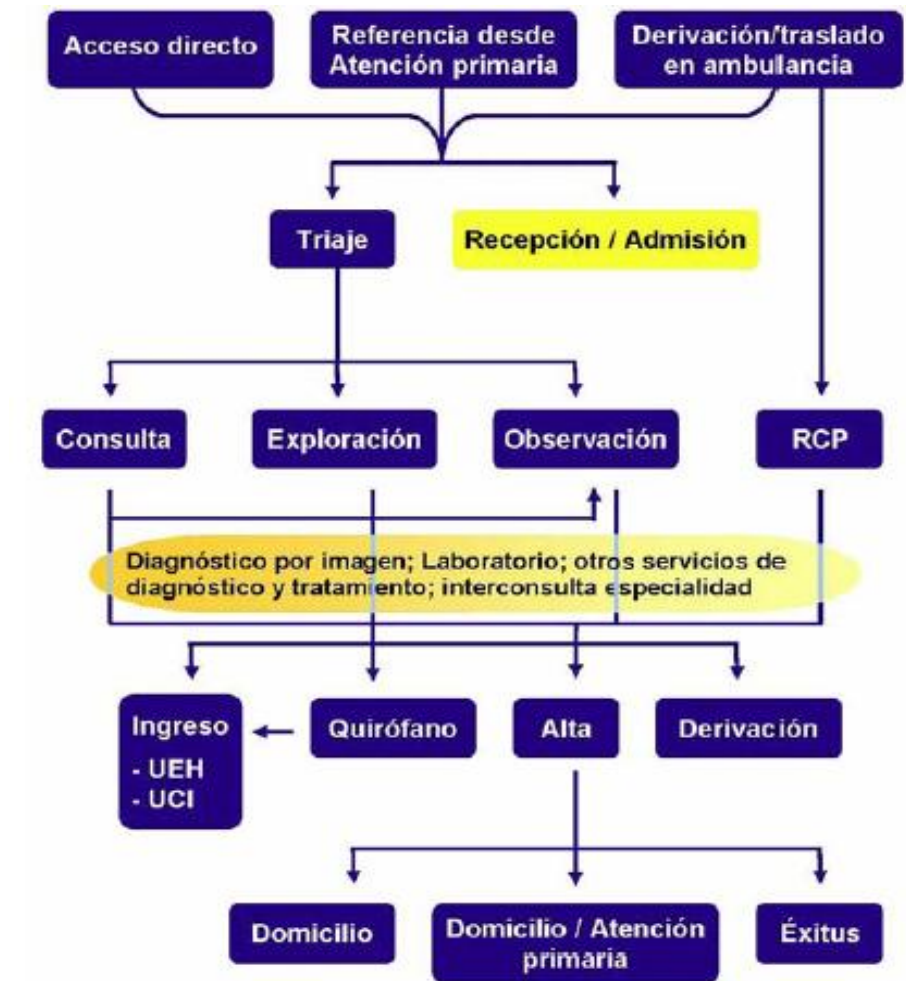 Acceso directo
Referencia desde
Atención primaria
Derivación/traslado
en ambulancia
Triaje
Recepción / Admisión
Consulta
Exploración
Observación
RCP
Diagnóstico por imagen; Laboratorio; otros servicios de
diagnóstico y tratamiento; interconsulta especialidad
Ingreso
- UEH
- UCI
Quirófano
Alta
Derivación
Domicilio
Domicilio / Atención
primaria
Éxitus